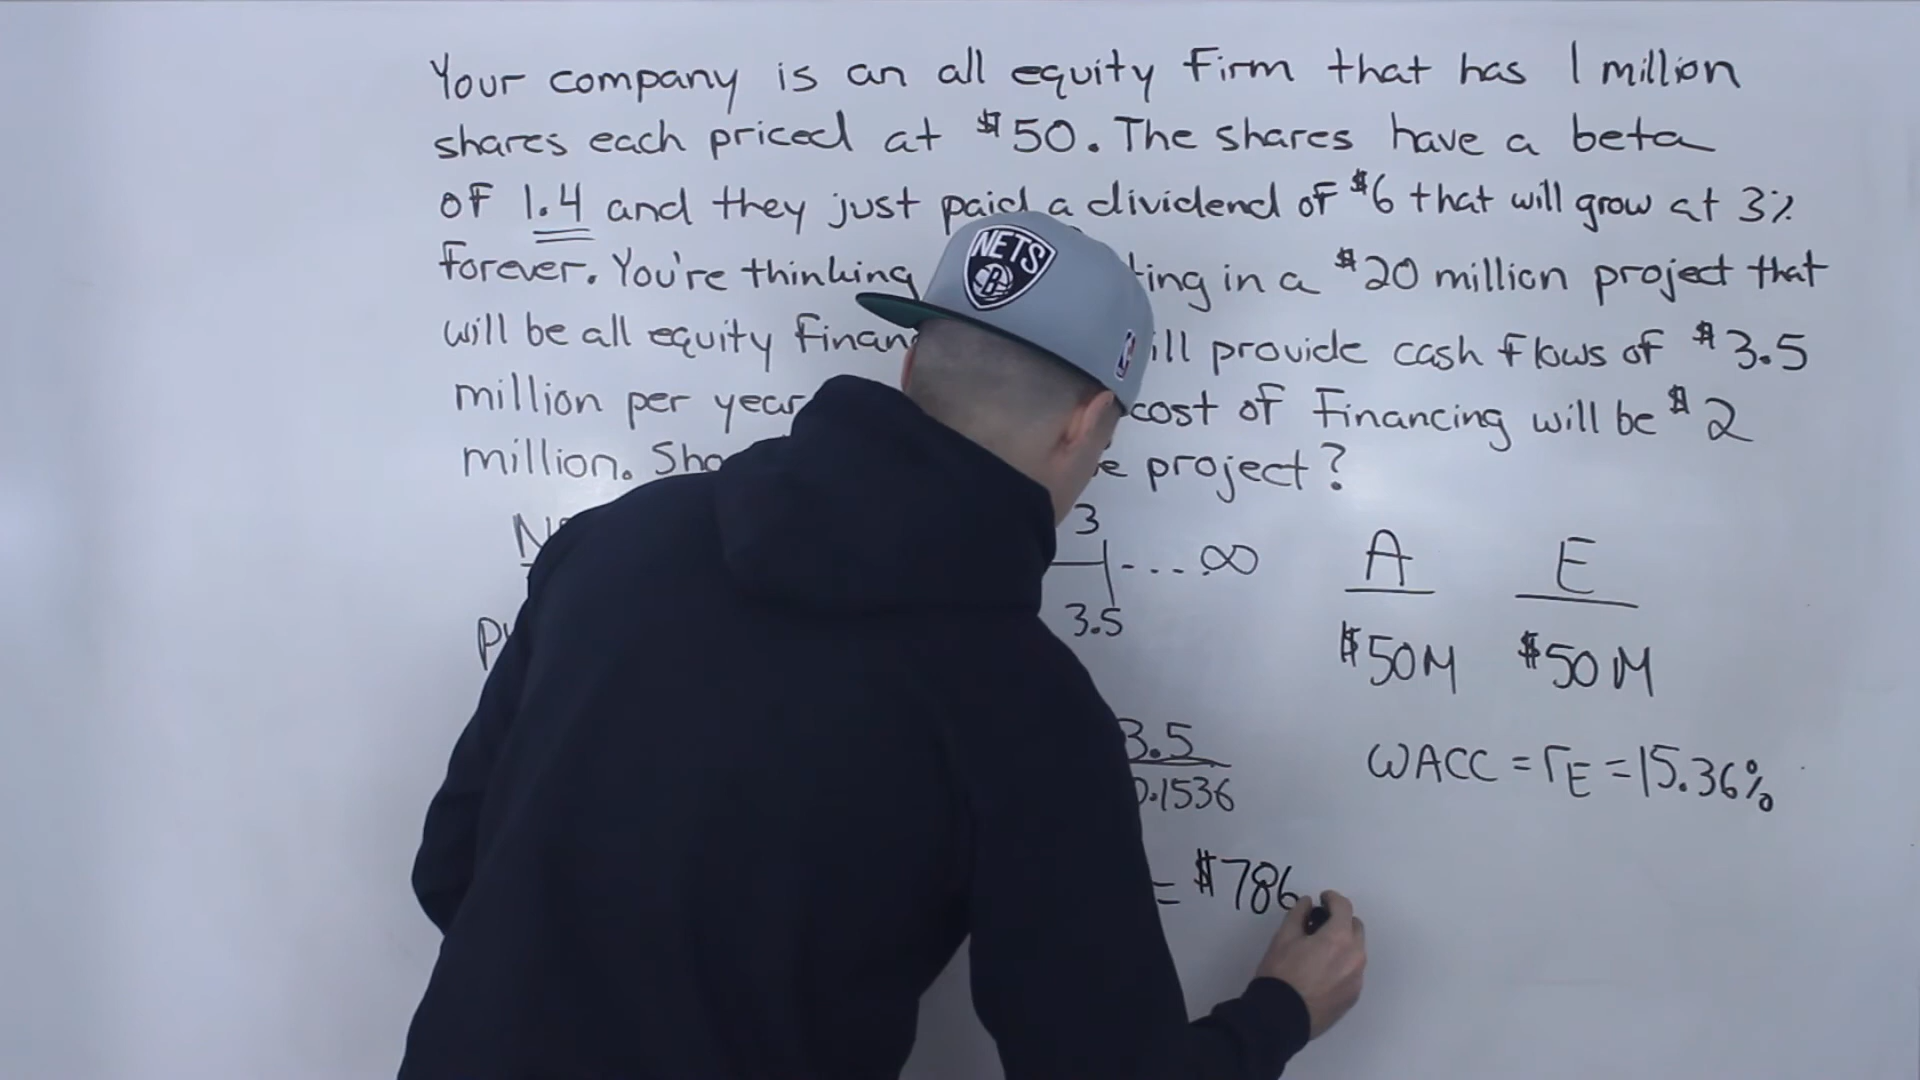 Your company is an all equity firm that has 1 million
shares each priced at $50. The shares have a beta
of 1.4 and they just paid a dividend of $6 that will grow at 3%
forever. You're thinking ting in a $20 million project that
will be all equity finan ill provide cash flows of $3.5
million per year cost of financing will be $2
million. Sho e project?
NETS
B
N 3
... ∞ A E
3.5
$50M $50M
3.5
0.1536
WACC = rE = 15.36%
= $786